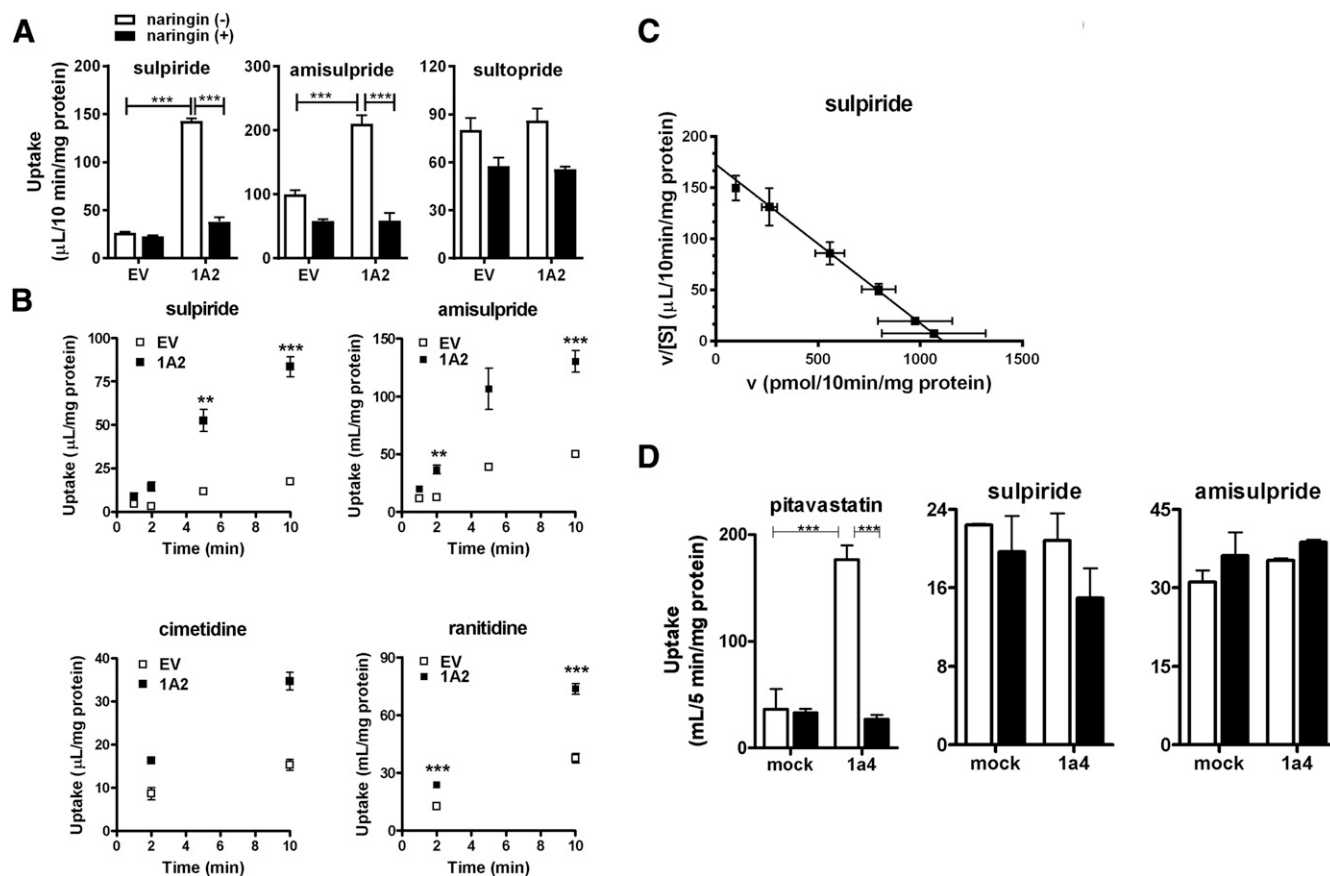 A
naringin (-)
naringin (+)
sulpiride
amisulpride
sultopride
Uptake
(μL/10 min/mg protein)
200
150
100
50
0
300
200
100
0
120
90
60
30
0
*** ***
*** ***
EV 1A2
EV 1A2
EV 1A2
B
sulpiride
Uptake (μL/mg protein)
100
75
50
25
0
EV
1A2
**
***
0 2 4 6 8 10
Time (min)
amisulpride
Uptake (mL/mg protein)
150
100
50
0
EV
1A2
**
***
0 2 4 6 8 10
Time (min)
cimetidine
Uptake (μL/mg protein)
40
30
20
10
0
EV
1A2
0 2 4 6 8 10
Time (min)
ranitidine
Uptake (mL/mg protein)
90
60
30
0
EV
1A2
***
***
0 2 4 6 8 10
Time (min)
C
sulpiride
v/[S] (μL/10min/mg protein)
200
150
100
50
0
0 500 1000 1500
v (pmol/10min/mg protein)
D
pitavastatin
sulpiride
amisulpride
Uptake
(mL/5 min/mg protein)
200
100
0
*** ***
mock 1a4
24
16
8
0
mock 1a4
45
30
15
0
mock 1a4